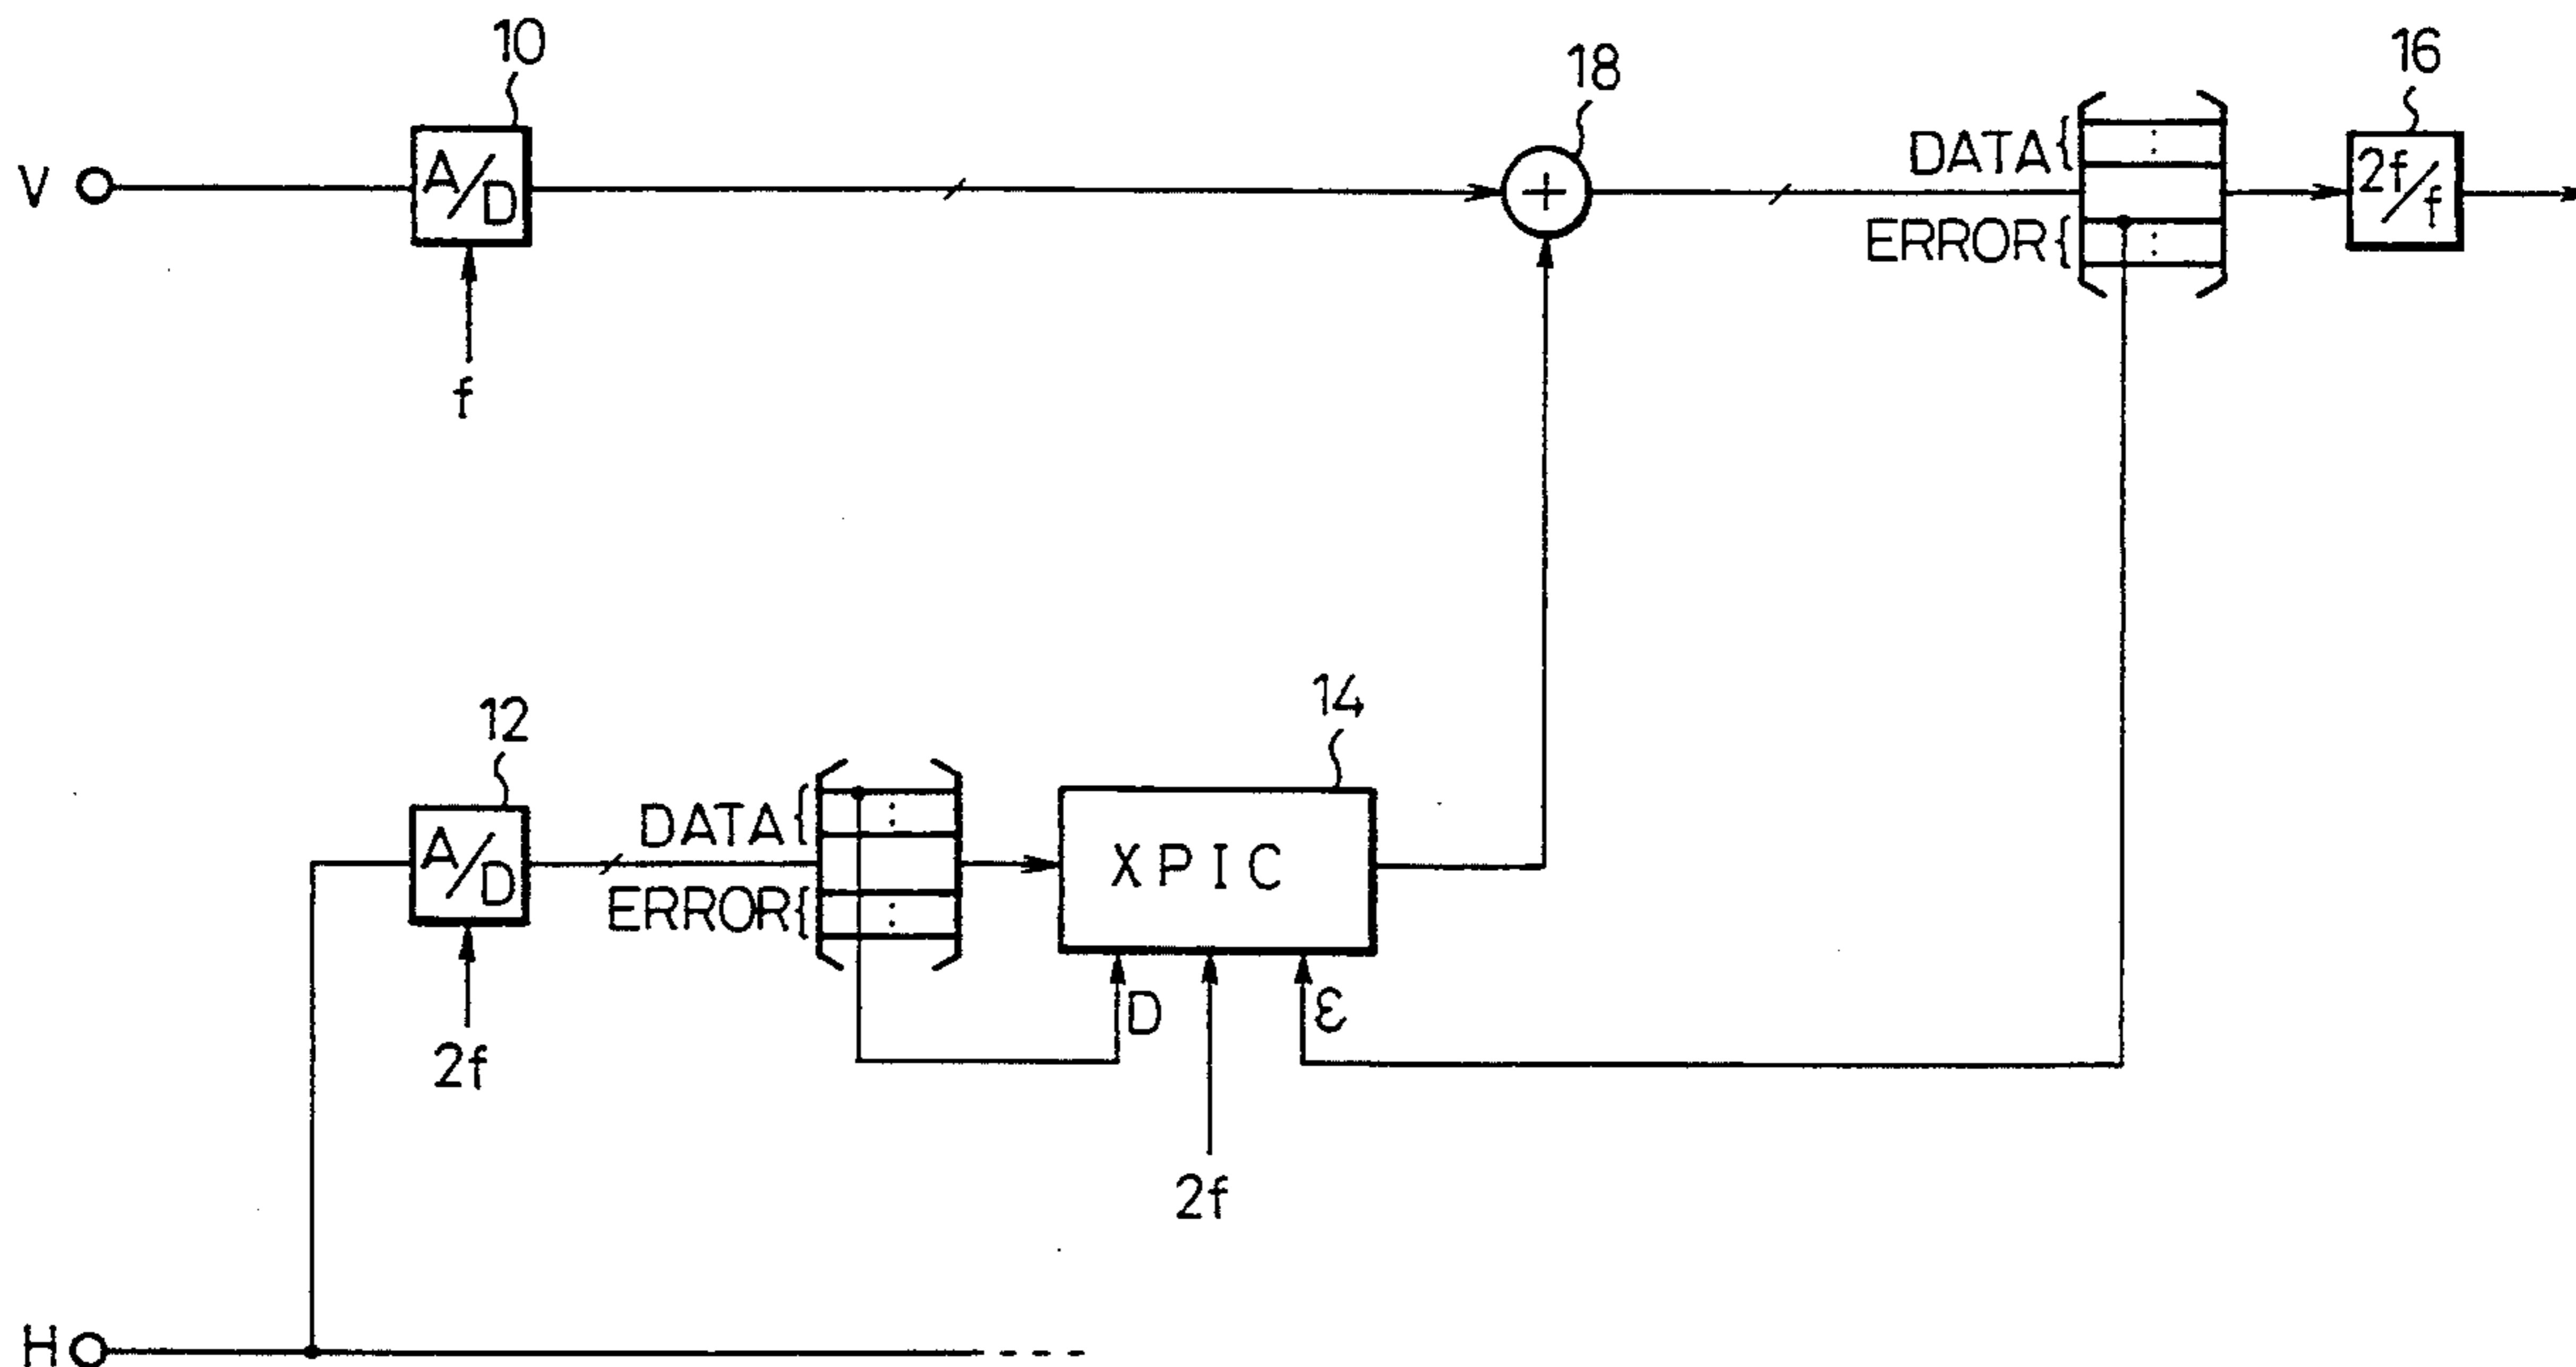 10
18
16
V
A/D
+
DATA
ERROR
2f/f
f
12
14
A/D
DATA
ERROR
XPIC
D
ε
2f
2f
H